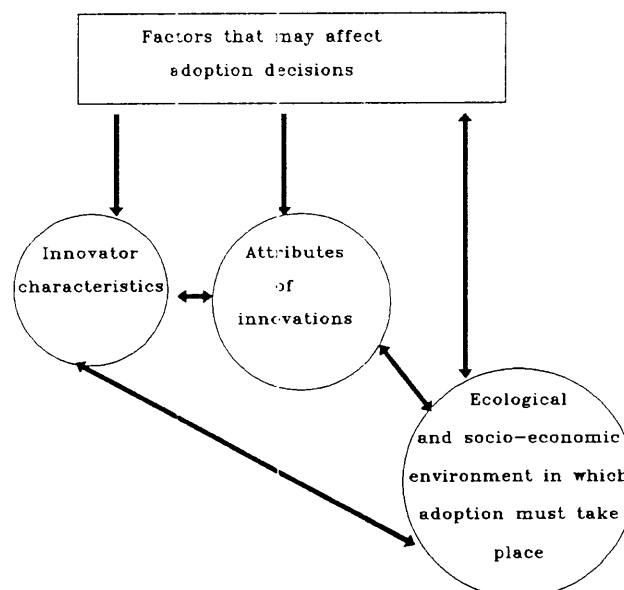 Factors that may affect
adoption decisions
Innovator
characteristics
Attributes
of
innovations
Ecological
and socio-economic
environment in which
adoption must take
place